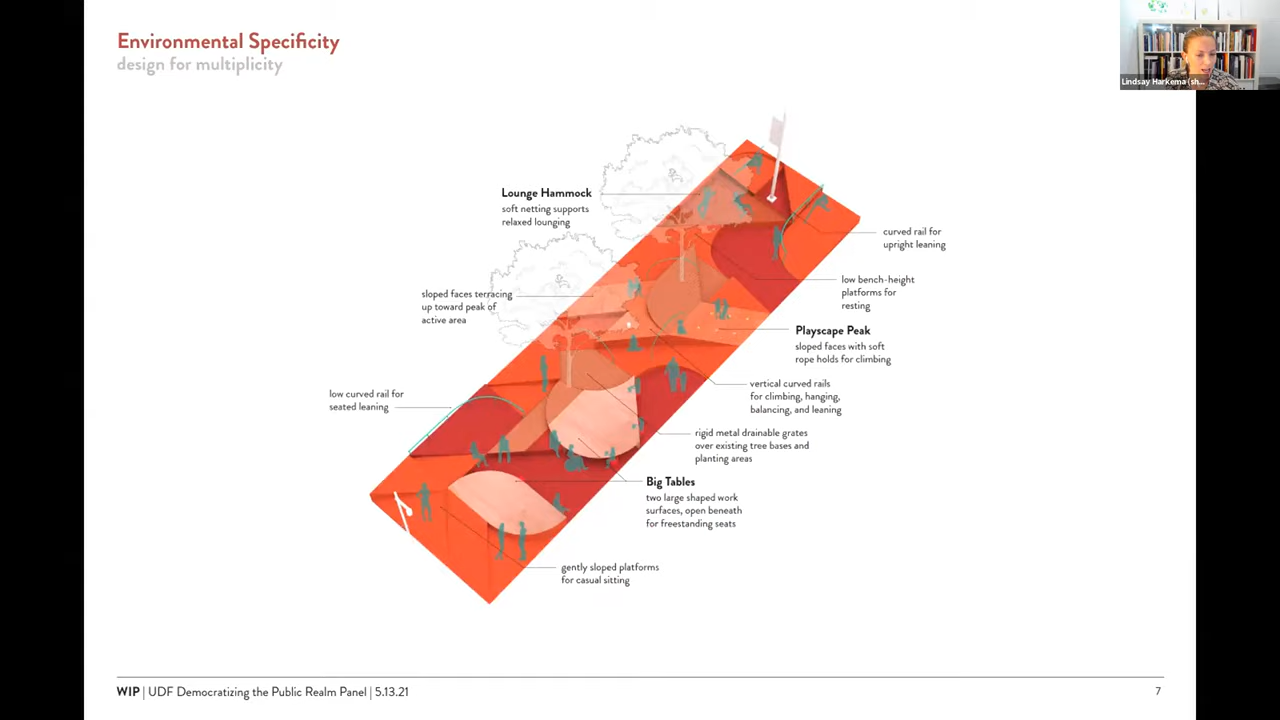 Environmental Specificity
design for multiplicity
Lindsay Harkema (sh...
Lounge Hammock
soft netting supports
relaxed lounging
curved rail for
upright leaning
low bench-height
platforms for
resting
sloped faces terracing
up toward peak of
active area
Playscape Peak
sloped faces with soft
rope holds for climbing
low curved rail for
seated leaning
vertical curved rails
for climbing, hanging,
balancing, and leaning
rigid metal drainable grates
over existing tree bases and
planting areas
Big Tables
two large shaped work
surfaces, open beneath
for freestanding seats
gently sloped platforms
for casual sitting
WIP | UDF Democratizing the Public Realm Panel | 5.13.21
7